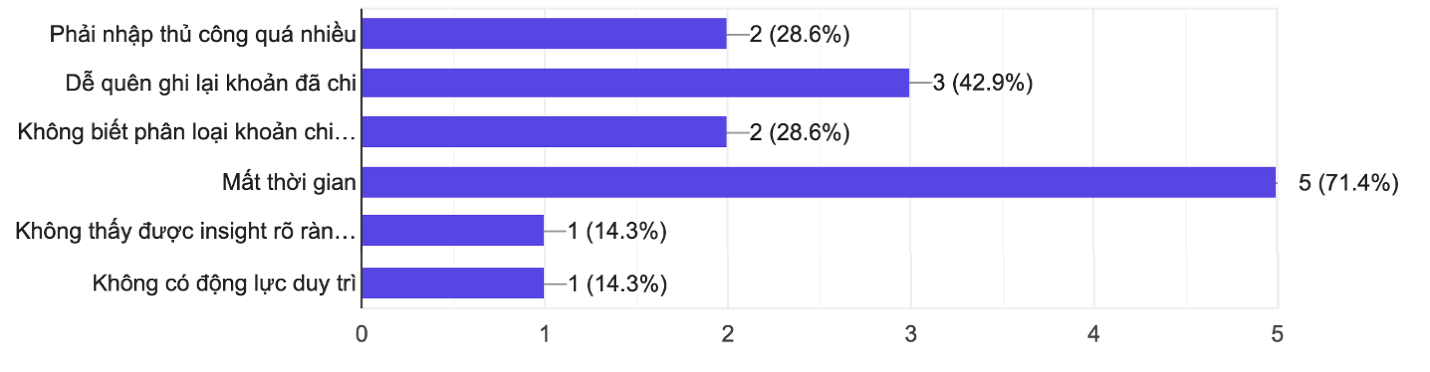 Phải nhập thủ công quá nhiều
2 (28.6%)
Dễ quên ghi lại khoản đã chi
3 (42.9%)
Không biết phân loại khoản chi…
2 (28.6%)
Mất thời gian
5 (71.4%)
Không thấy được insight rõ ràn…
1 (14.3%)
Không có động lực duy trì
1 (14.3%)
0 1 2 3 4 5